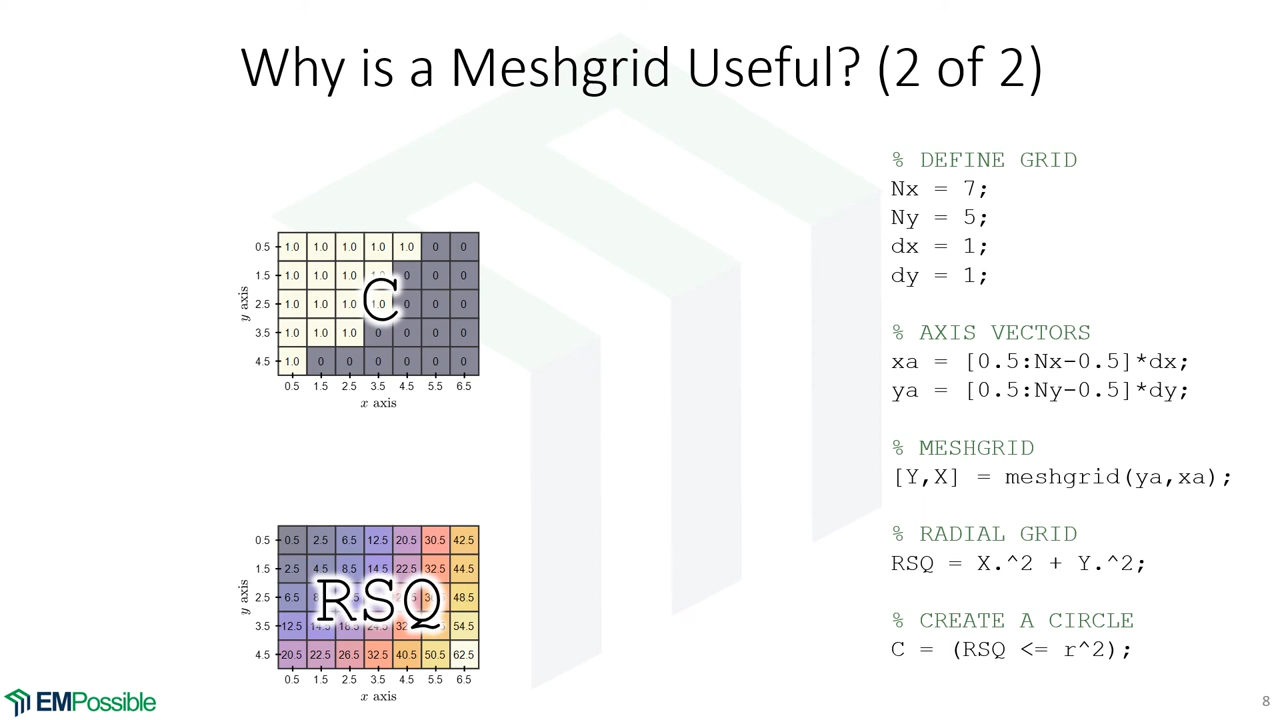 Why is a Meshgrid Useful? (2 of 2)
0.5 1.0 1.0 1.0 1.0 1.0 0 0
1.5 1.0 1.0 1.0 0 0 0
2.5 1.0 1.0 1.0 1.0 0 0 0
3.5 1.0 1.0 1.0 0 0 0 0
4.5 1.0 0 0 0 0 0 0
0.5 1.5 2.5 3.5 4.5 5.5 6.5
y axis
x axis
C
0.5 0.5 2.5 6.5 12.5 20.5 30.5 42.5
1.5 2.5 4.5 8.5 14.5 22.5 32.5 44.5
2.5 6.5 48.5
3.5 12.5 54.5
4.5 20.5 22.5 26.5 32.5 40.5 50.5 62.5
0.5 1.5 2.5 3.5 4.5 5.5 6.5
y axis
x axis
RSQ
% DEFINE GRID
Nx = 7;
Ny = 5;
dx = 1;
dy = 1;
% AXIS VECTORS
xa = [0.5:Nx-0.5]*dx;
ya = [0.5:Ny-0.5]*dy;
% MESHGRID
[Y,X] = meshgrid(ya,xa);
% RADIAL GRID
RSQ = X.^2 + Y.^2;
% CREATE A CIRCLE
C = (RSQ <= r^2);
EMPossible
8